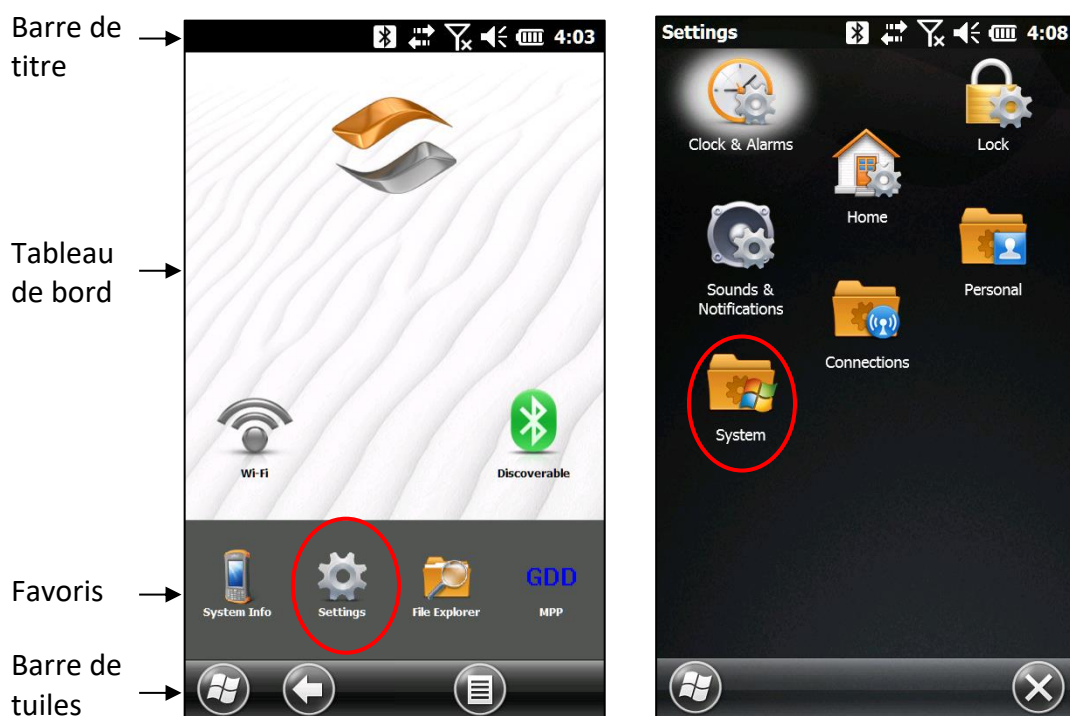 Barre de
titre
4:03
Wi-Fi
Discoverable
Tableau
de bord
System Info
Settings
File Explorer
GDD
MPP
Favoris
Barre de
tuiles
Settings
4:08
Clock & Alarms
Lock
Home
Sounds &
Notifications
Personal
Connections
System